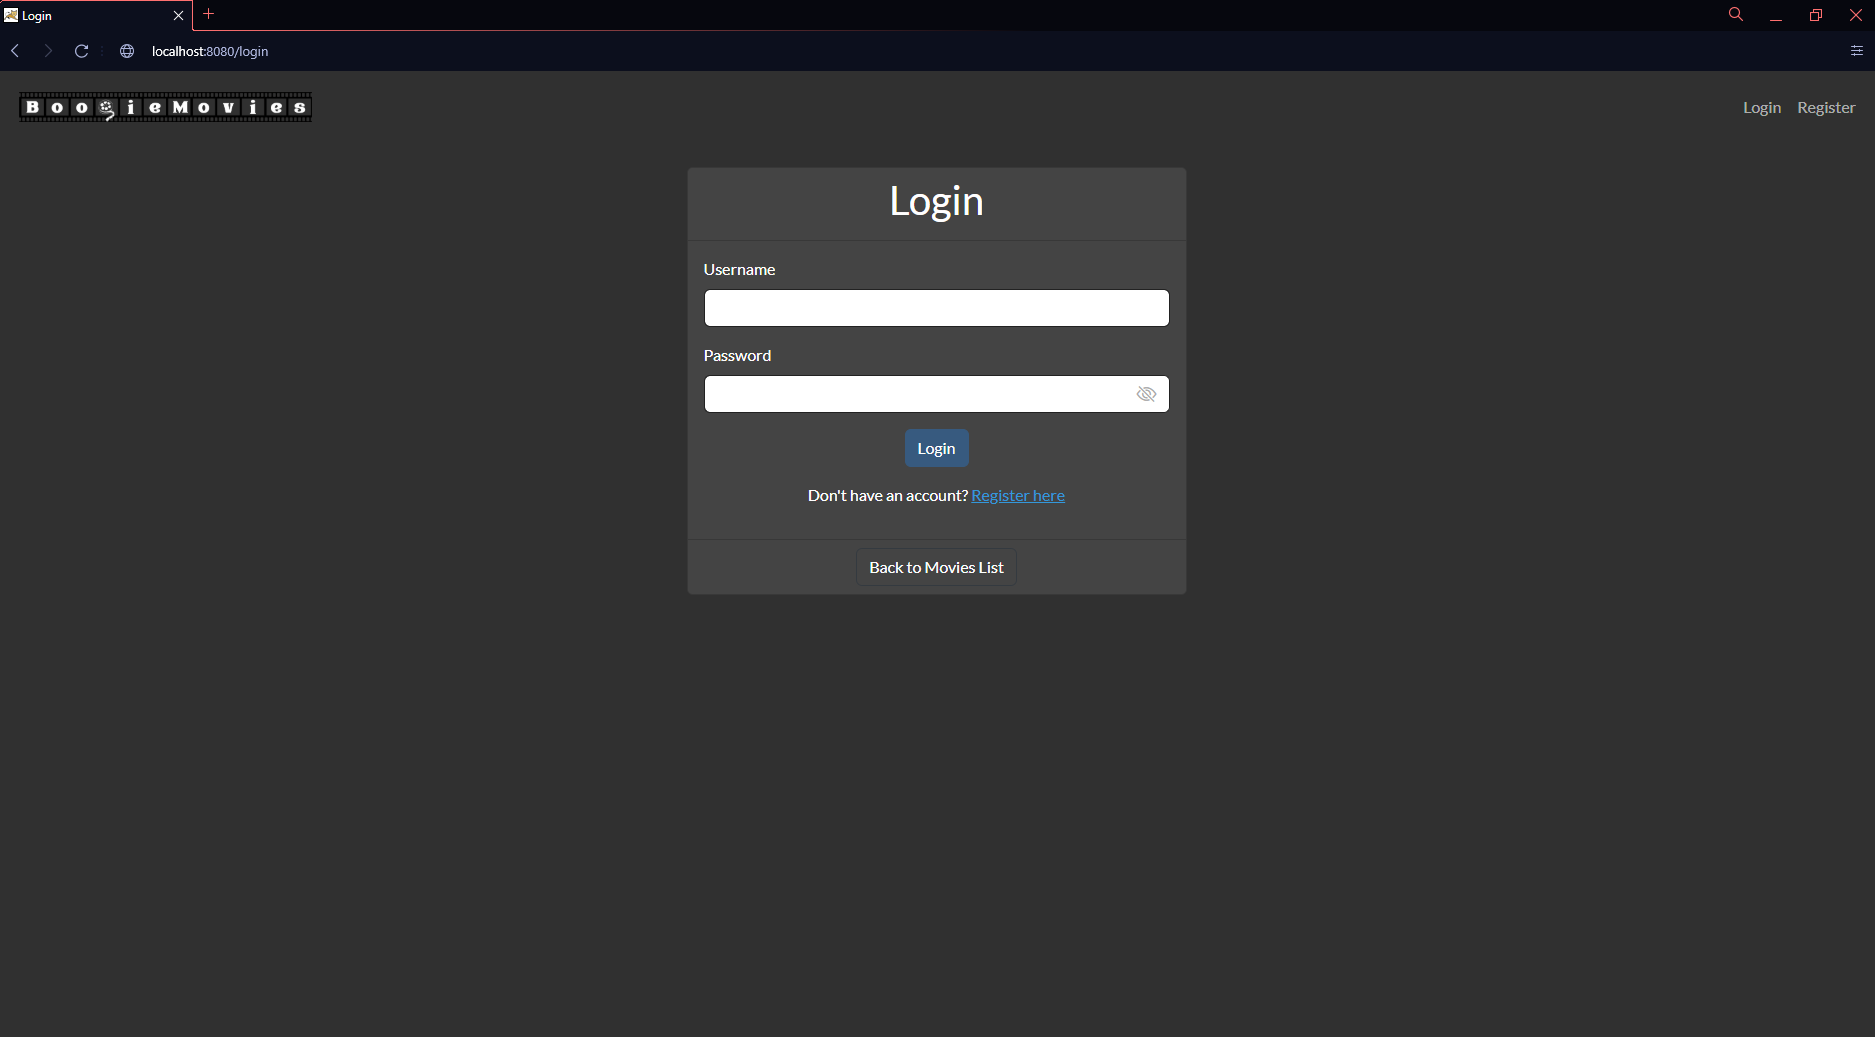 Login
localhost:8080/login
BoogieMovies
Login Register
Login
Username
Password
Login
Don't have an account? Register here
Back to Movies List